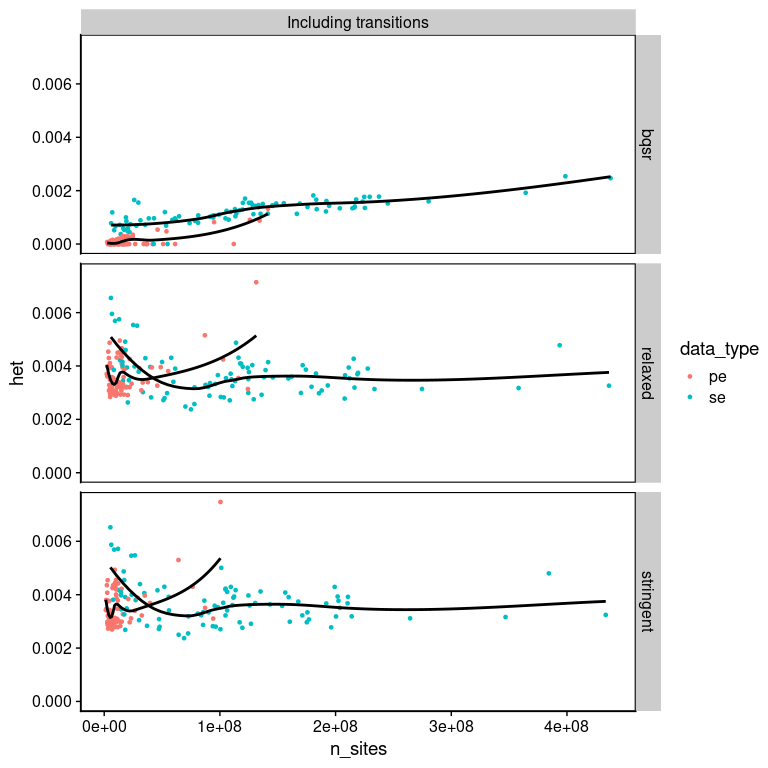 Including transitions
0.006
0.004
0.002
0.000
bqsr
0.006
0.004
0.002
0.000
relaxed
0.006
0.004
0.002
0.000
stringent
het
0e+00
1e+08
2e+08
3e+08
4e+08
n_sites
data_type
pe
se